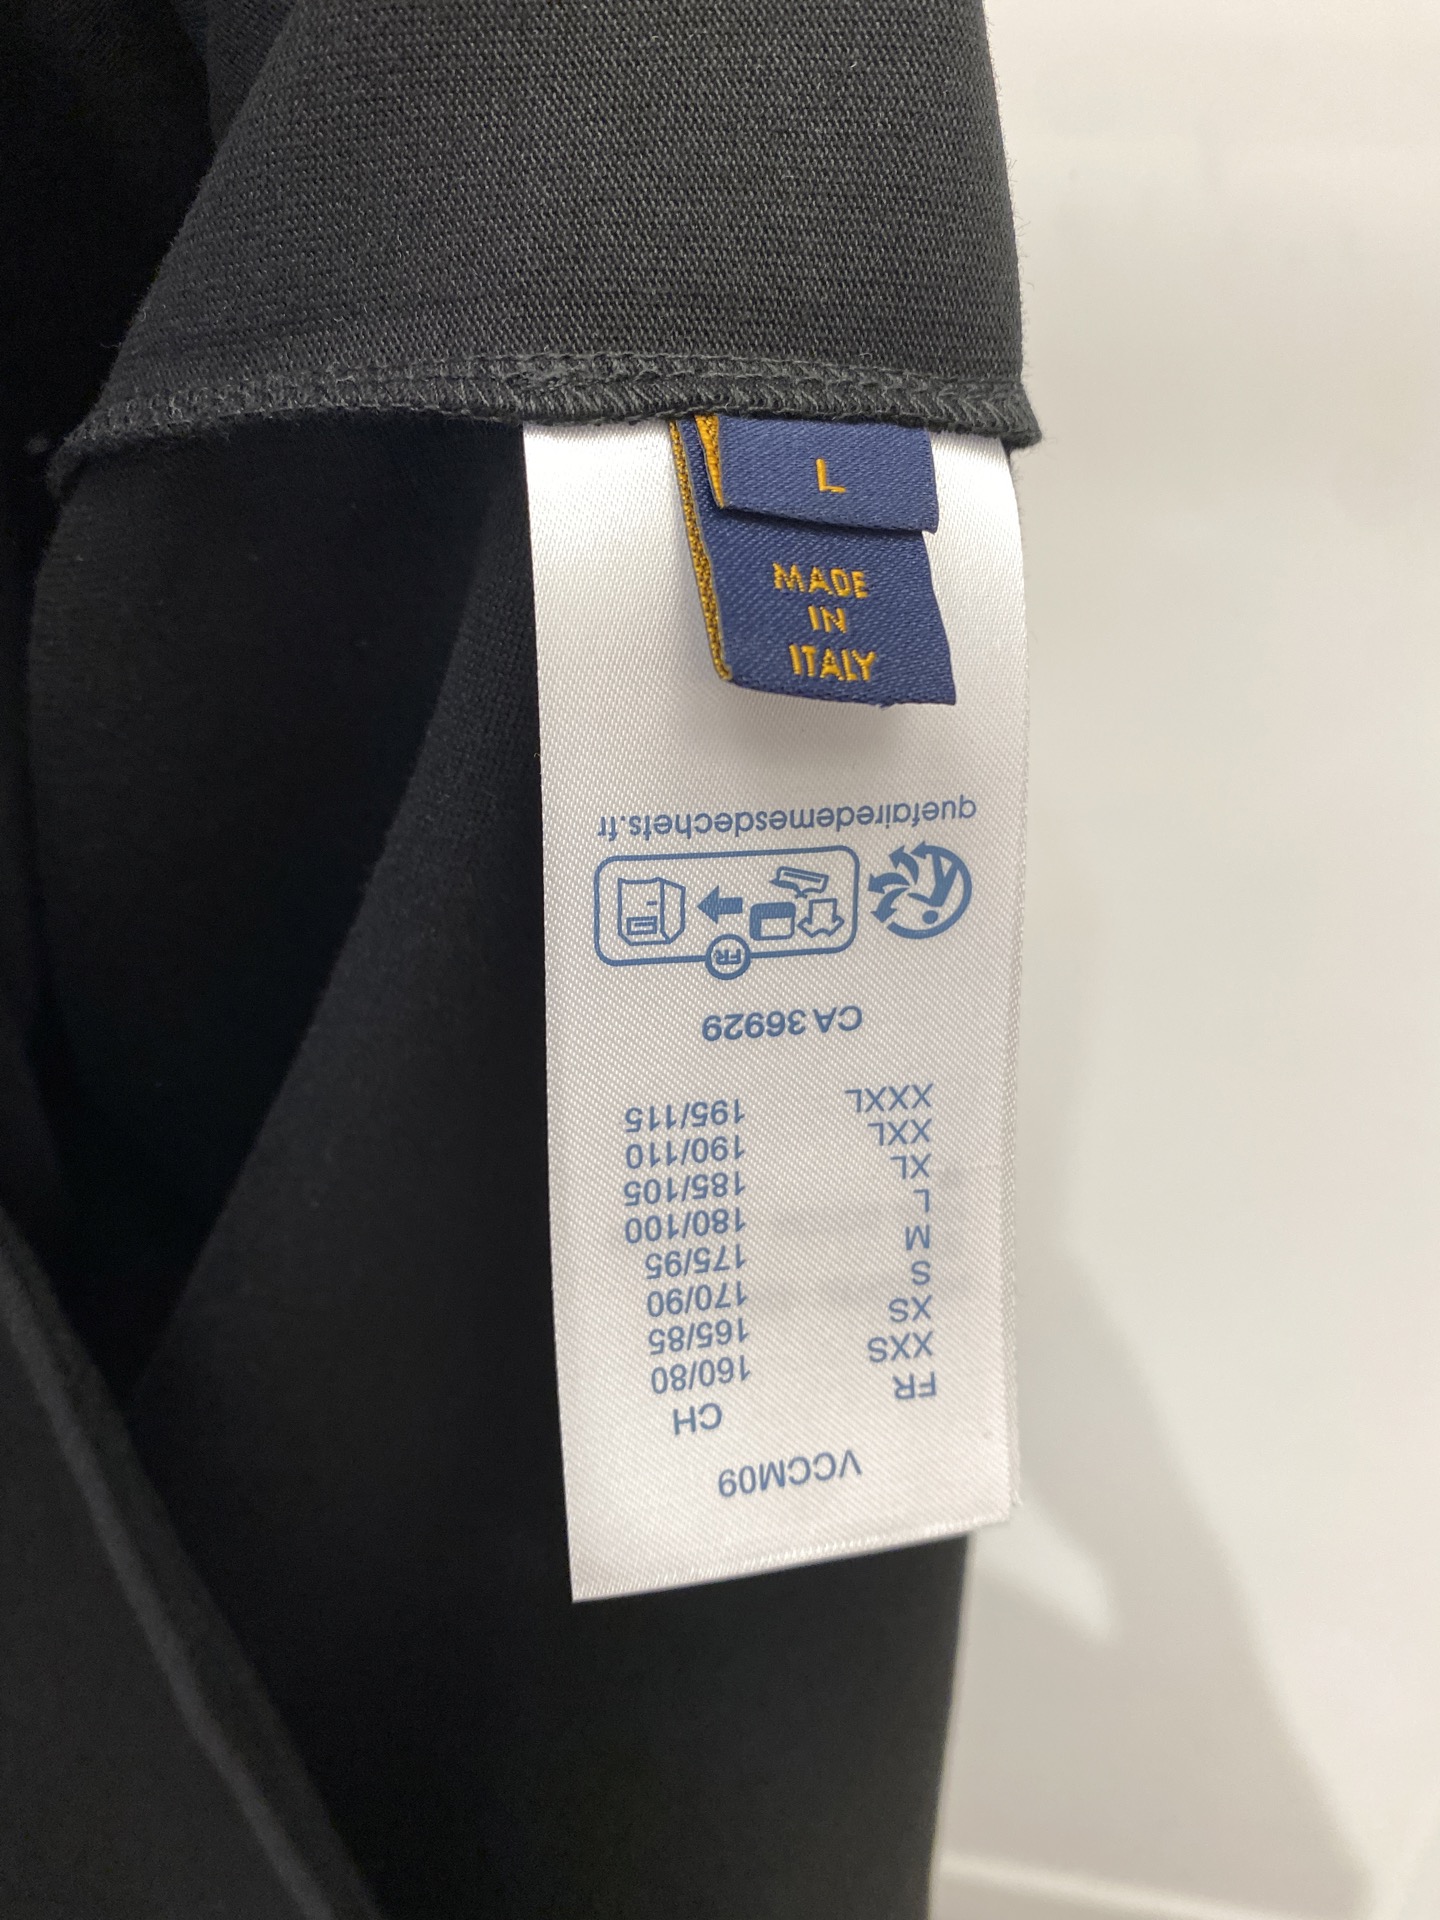 L
MADE
IN
ITALY
VCCM09
FR CH
XXS 160/80
XS 165/85
S 170/90
M 175/95
L 180/100
XL 185/105
XXL 190/110
XXXL 195/115
CA 36929
FR
quefairedemesdechets.fr